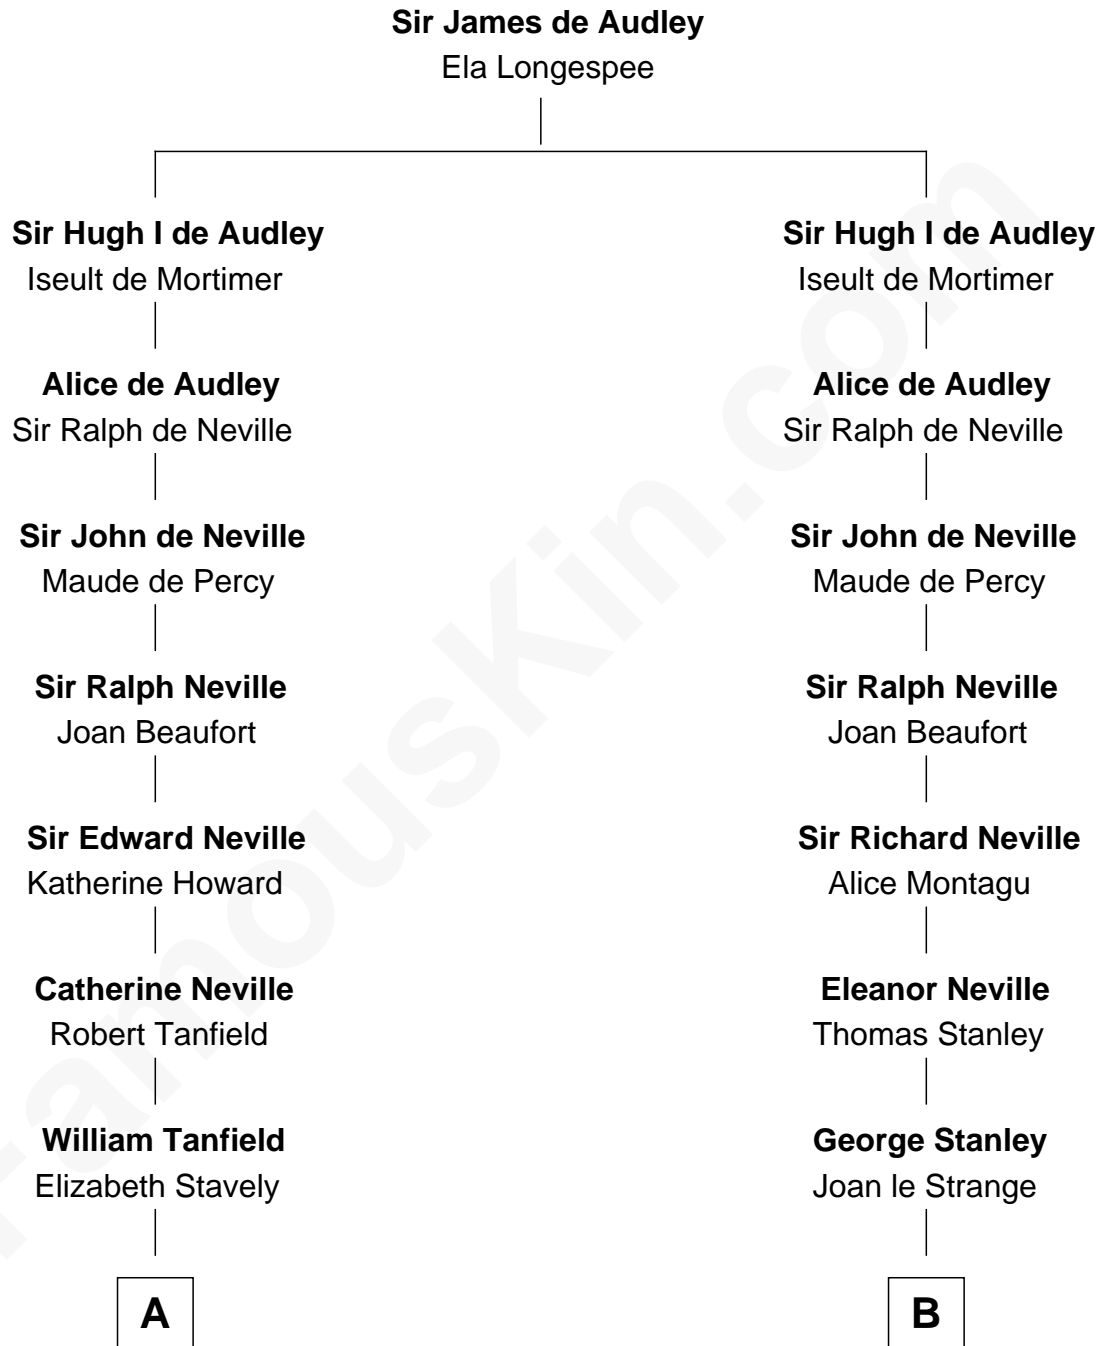 Sir James de Audley
Ela Longespee
Sir Hugh I de Audley
Iseult de Mortimer
Alice de Audley
Sir Ralph de Neville
Sir John de Neville
Maude de Percy
Sir Ralph Neville
Joan Beaufort
Sir Edward Neville
Katherine Howard
Catherine Neville
Robert Tanfield
William Tanfield
Elizabeth Stavely
A
Sir Hugh I de Audley
Iseult de Mortimer
Alice de Audley
Sir Ralph de Neville
Sir John de Neville
Maude de Percy
Sir Ralph Neville
Joan Beaufort
Sir Richard Neville
Alice Montagu
Eleanor Neville
Thomas Stanley
George Stanley
Joan le Strange
B
FamousKin.com